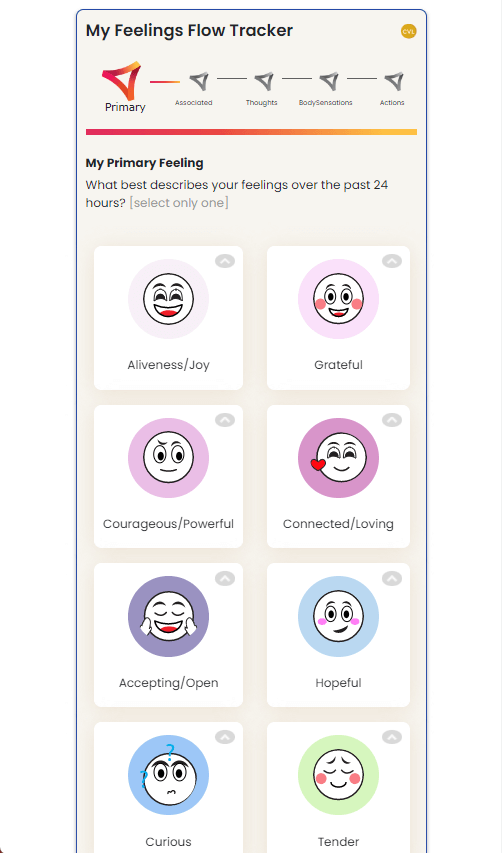 My Feelings Flow Tracker
CVL
Primary
Associated
Thoughts
BodySensations
Actions
My Primary Feeling
What best describes your feelings over the past 24
hours? [select only one]
Aliveness/Joy
Grateful
Courageous/Powerful
Connected/Loving
Accepting/Open
Hopeful
?
?
Curious
Tender